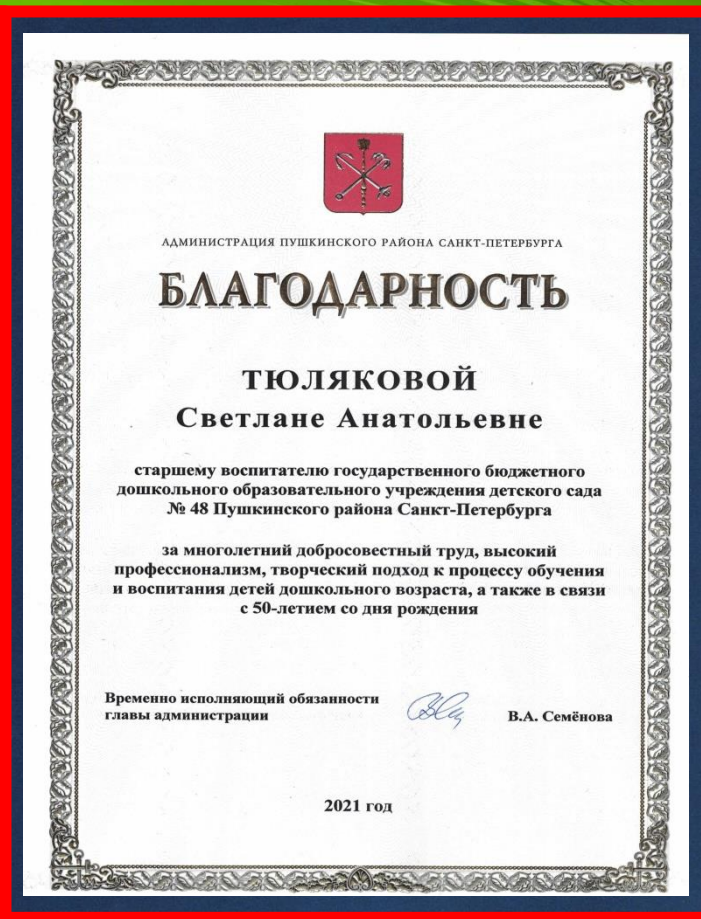 АДМИНИСТРАЦИЯ ПУШКИНСКОГО РАЙОНА САНКТ-ПЕТЕРБУРГА
БЛАГОДАРНОСТЬ
ТЮЛЯКОВОЙ
Светлане Анатольевне
старшему воспитателю государственного бюджетного
дошкольного образовательного учреждения детского сада
№ 48 Пушкинского района Санкт-Петербурга
за многолетний добросовестный труд, высокий
профессионализм, творческий подход к процессу обучения
и воспитания детей дошкольного возраста, а также в связи
с 50-летием со дня рождения
Временно исполняющий обязанности
главы администрации
В.А. Семёнова
2021 год